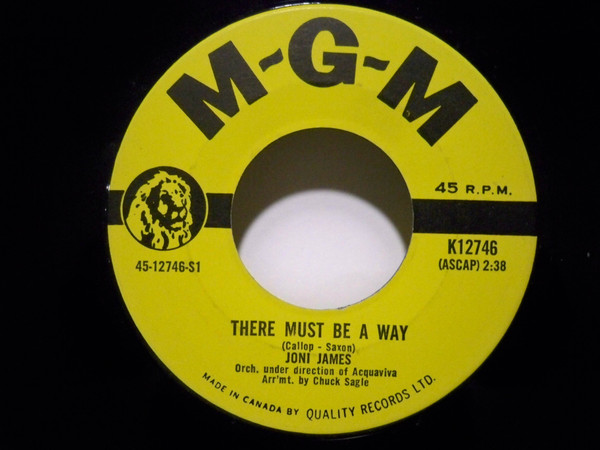 M-G-M
45 R.P.M.
K12746
(ASCAP) 2:38
45-12746-S1
THERE MUST BE A WAY
(Callop - Saxon)
JONI JAMES
Orch. under direction of Acquaviva
Arr'mt. by Chuck Sagle
MADE IN CANADA BY QUALITY RECORDS LTD.